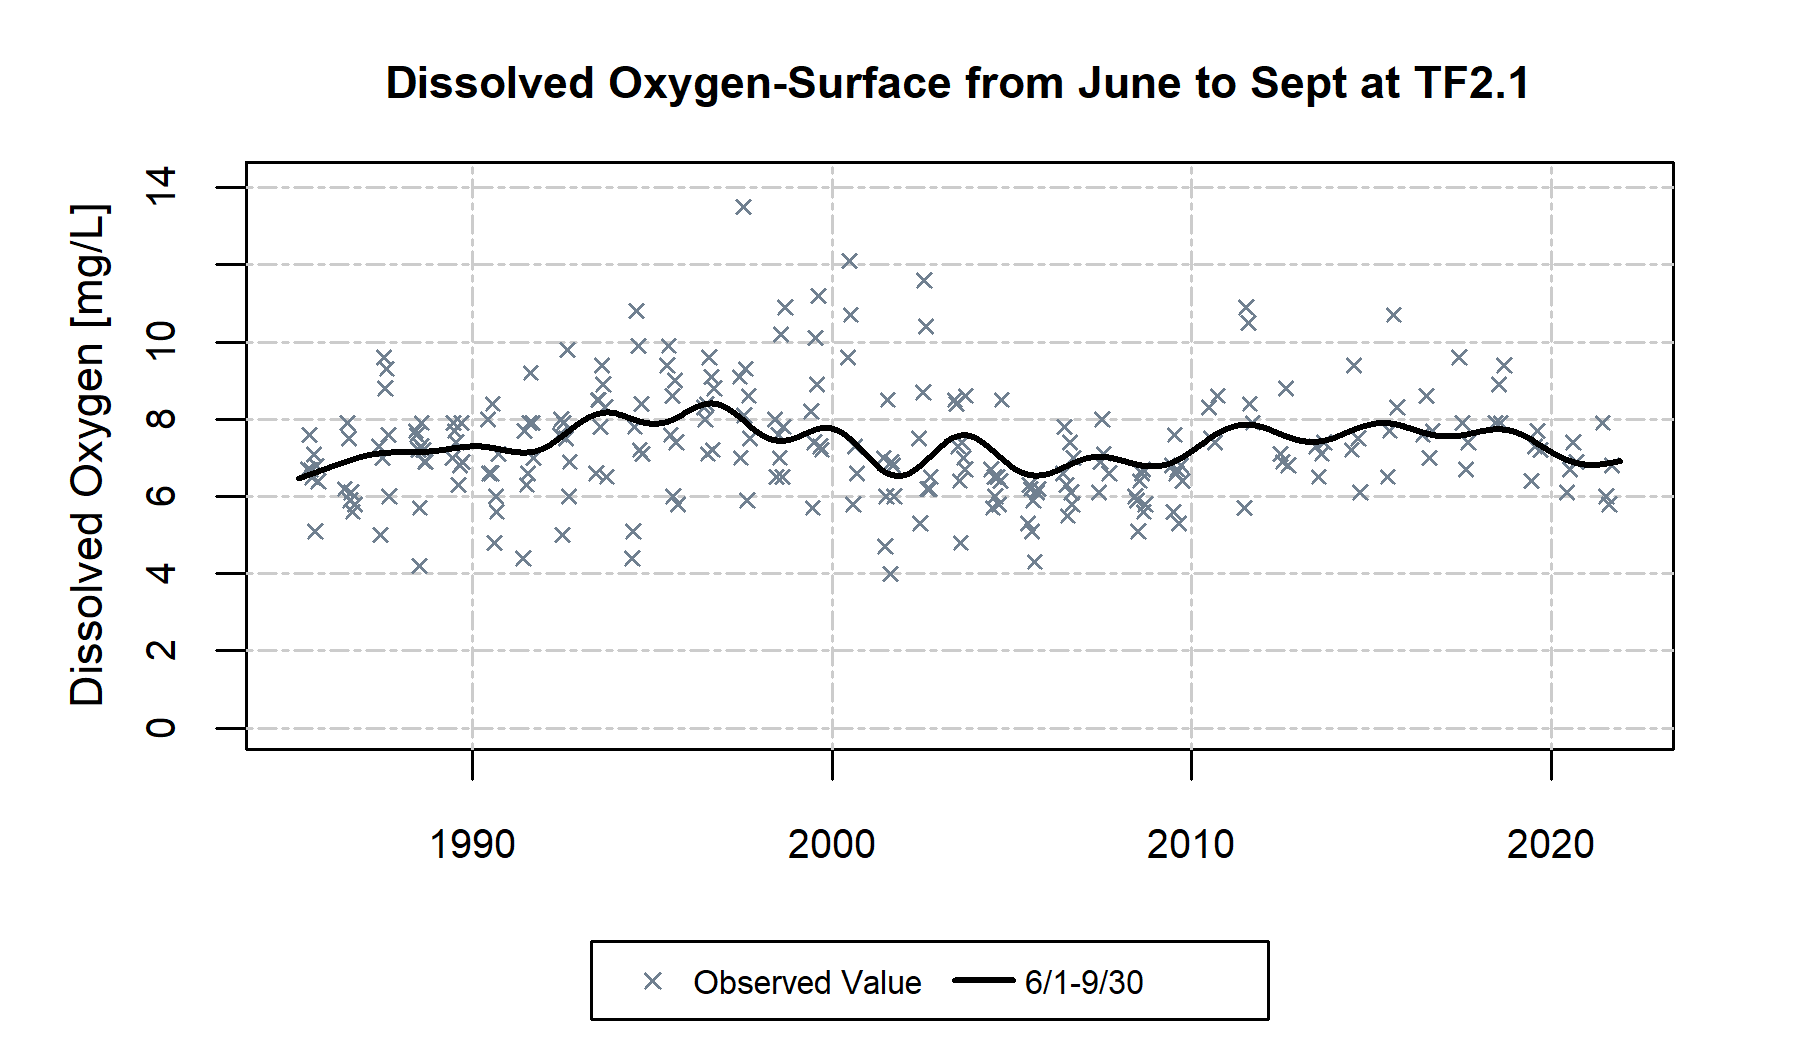 Dissolved Oxygen-Surface from June to Sept at TF2.1
Dissolved Oxygen [mg/L]
14
10
8
6
4
2
0
1990 2000 2010 2020
Observed Value 6/1-9/30